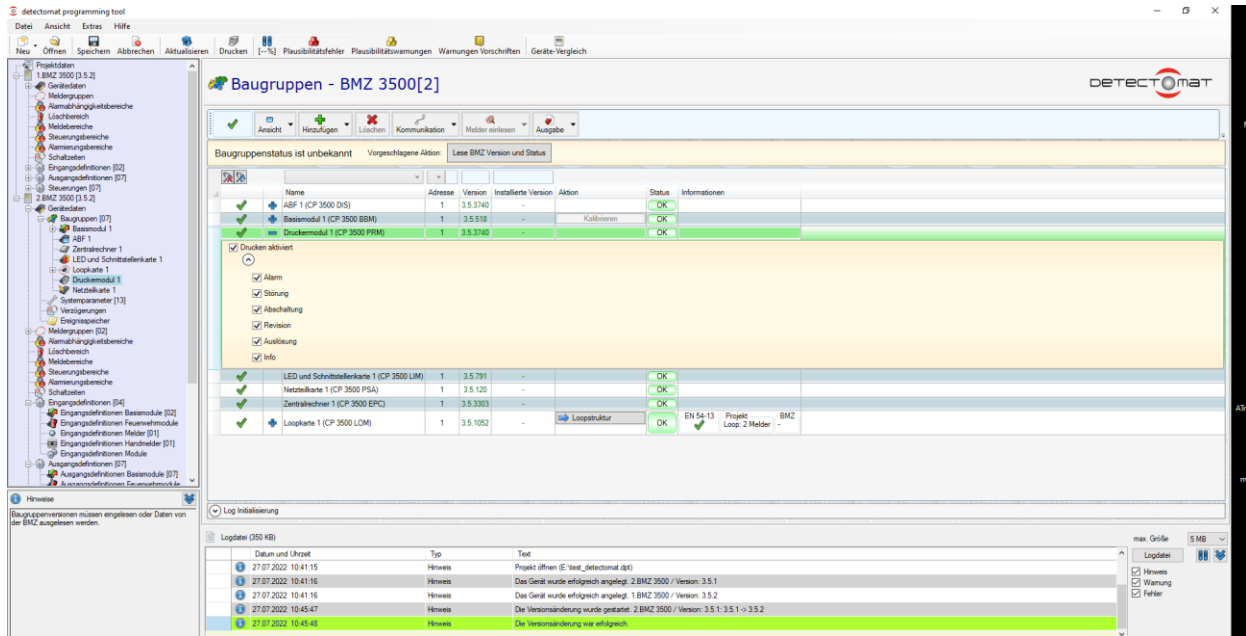 detectomat programming tool
Datei Ansicht Extras Hilfe
Neu Öffnen Speichern Abbrechen Aktualisieren Drucken [--%] Plausibilitätsfehler Plausibilitätswarnungen Warnungen Vorschriften Geräte-Vergleich
Projektdaten
1.BMZ 3500 [3.5.2]
Gerätedaten
Meldergruppen
Alarmabhängigkeitsbereiche
Löschbereich
Meldebereiche
Steuerungsbereiche
Alarmierungsbereiche
Schaltzeiten
Eingangsdefinitionen [02]
Ausgangsdefinitionen [07]
Steuerungen [07]
2.BMZ 3500 [3.5.2]
Gerätedaten
Baugruppen [07]
Basismodul 1
ABF 1
Zentralrechner 1
LED und Schnittstellenkarte 1
Loopkarte 1
Druckermodul 1
Netzteilkarte 1
Systemparameter [13]
Verzögerungen
Ereignisspeicher
Meldergruppen [02]
Alarmabhängigkeitsbereiche
Löschbereich
Meldebereiche
Steuerungsbereiche
Alarmierungsbereiche
Schaltzeiten
Eingangsdefinitionen [04]
Eingangsdefinitionen Basismodule [02]
Eingangsdefinitionen Feuerwehrmodule
Eingangsdefinitionen Melder [01]
Eingangsdefinitionen Handmelder [01]
Eingangsdefinitionen Module
Ausgangsdefinitionen [07]
Ausgangsdefinitionen Basismodule [07]
Ausgangsdefinitionen Feuerwehrmodule
Hinweise
Baugruppenversionen müssen eingelesen oder Daten von
der BMZ ausgelesen werden.
Baugruppen - BMZ 3500[2]
DETECTOMAT
Ansicht Hinzufügen Löschen Kommunikation Melder einlesen Ausgabe
Baugruppenstatus ist unbekannt Vorgeschlagene Aktion: Lese BMZ Version und Status
Name Adresse Version Installierte Version Aktion Status Informationen
ABF 1 (CP 3500 DIS) 1 3.5.3740 - OK
Basismodul 1 (CP 3500 BBM) 1 3.5.518 - Kalibrieren OK
Druckermodul 1 (CP 3500 PRM) 1 3.5.3740 - OK
Drucken aktiviert
Alarm
Störung
Abschaltung
Revision
Auslösung
Info
LED und Schnittstellenkarte 1 (CP 3500 LIM) 1 3.5.791 - OK
Netzteilkarte 1 (CP 3500 PSA) 1 3.5.120 - OK
Zentralrechner 1 (CP 3500 EPC) 1 3.5.3303 - OK
Loopkarte 1 (CP 3500 LOM) 1 3.5.1052 - Loopstruktur OK EN 54-13 Projekt BMZ
Loop: 2 Melder -
Log Initialisierung
Logdatei (350 KB) max. Größe 5 MB
Datum und Uhrzeit Typ Text Logdatei
27.07.2022 10:41:15 Hinweis Projekt öffnen (E:\test_detectomat.dpt)
27.07.2022 10:41:16 Hinweis Das Gerät wurde erfolgreich angelegt. 2.BMZ 3500 / Version: 3.5.1
27.07.2022 10:41:16 Hinweis Das Gerät wurde erfolgreich angelegt. 1.BMZ 3500 / Version: 3.5.2
27.07.2022 10:45:47 Hinweis Die Versionsänderung wurde gestartet. 2.BMZ 3500 / Version: 3.5.1: 3.5.1 -> 3.5.2
27.07.2022 10:45:48 Hinweis Die Versionsänderung war erfolgreich.
Hinweis
Warnung
Fehler